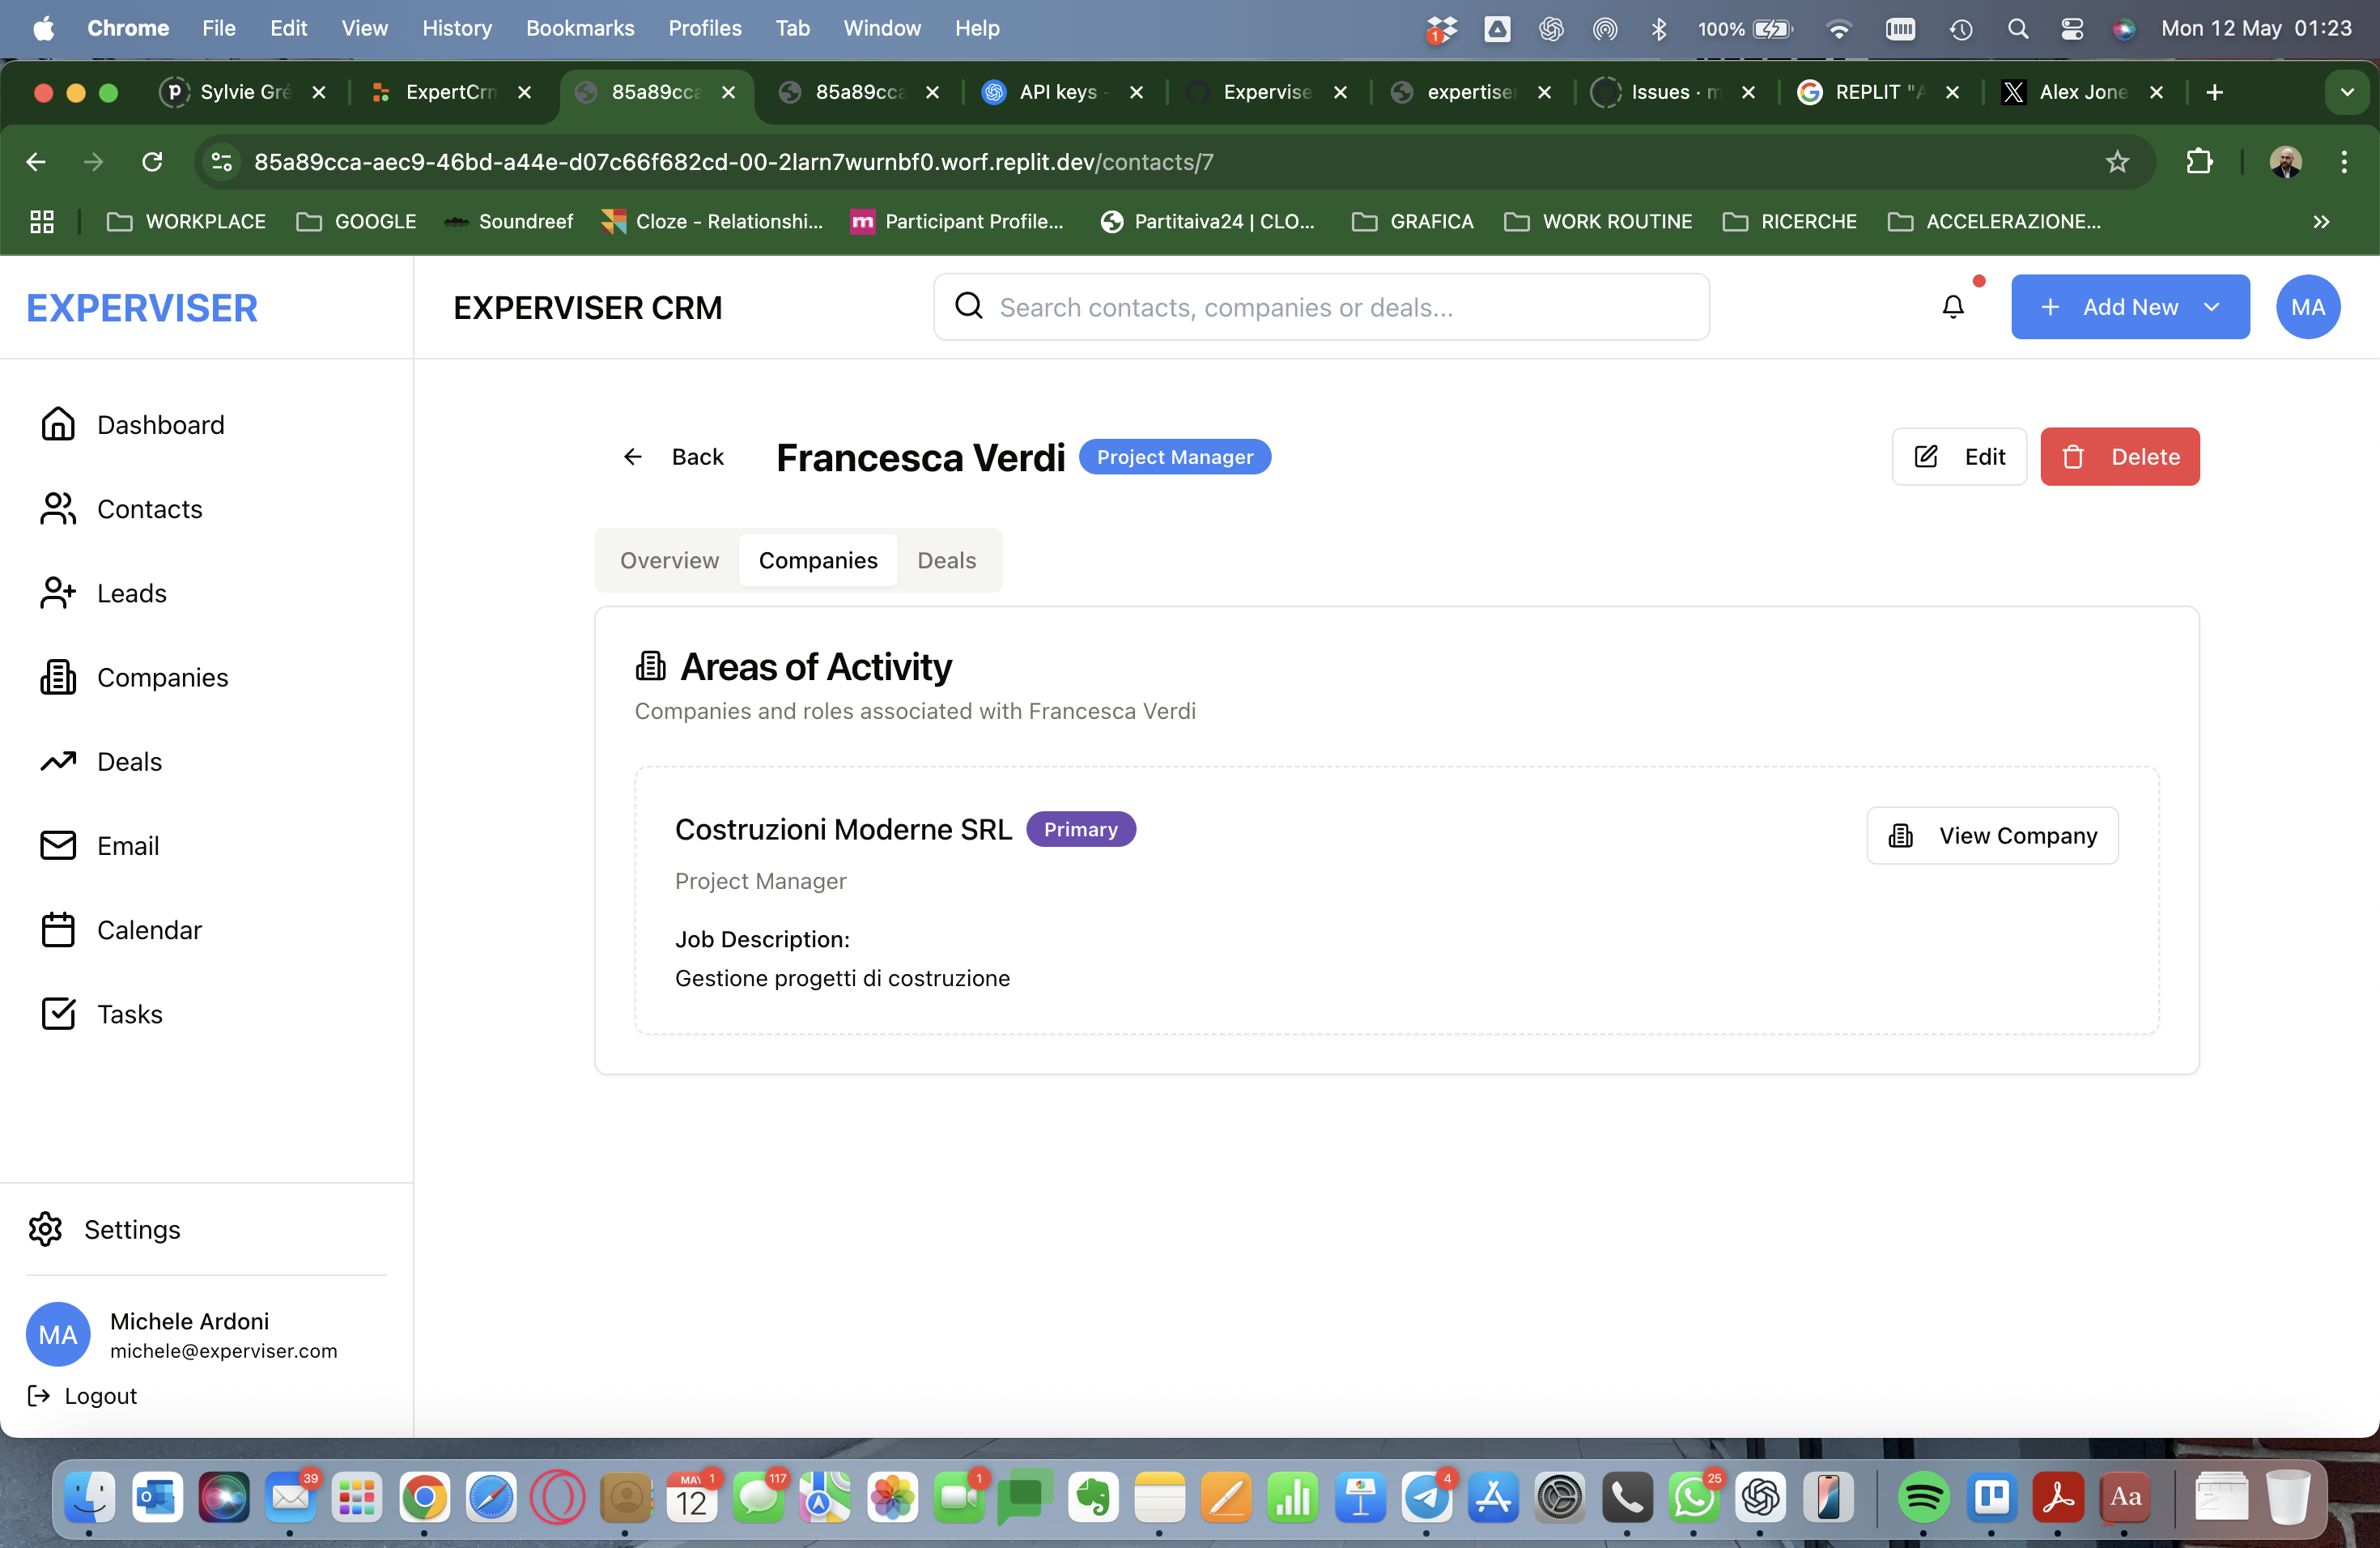 Chrome File Edit View History Bookmarks Profiles Tab Window Help 1 100% Mon 12 May 01:23
Sylvie Gré ExpertCrm 85a89cca 85a89cca API keys - Expervise expertiser Issues · m REPLIT "A Alex Jone
85a89cca-aec9-46bd-a44e-d07c66f682cd-00-2larn7wurnbf0.worf.replit.dev/contacts/7
WORKPLACE GOOGLE Soundreef Cloze - Relationshi... Participant Profile... Partitaiva24 | CLO... GRAFICA WORK ROUTINE RICERCHE ACCELERAZIONE...
EXPERVISER
EXPERVISER CRM
Search contacts, companies or deals...
Add New
MA
Dashboard
Contacts
Leads
Companies
Deals
Email
Calendar
Tasks
Settings
MA
Michele Ardoni
michele@experviser.com
Logout
Back
Francesca Verdi
Project Manager
Edit
Delete
Overview Companies Deals
Areas of Activity
Companies and roles associated with Francesca Verdi
Costruzioni Moderne SRL Primary
View Company
Project Manager
Job Description:
Gestione progetti di costruzione
39 MAY 12 1 117 1 4 25 Aa